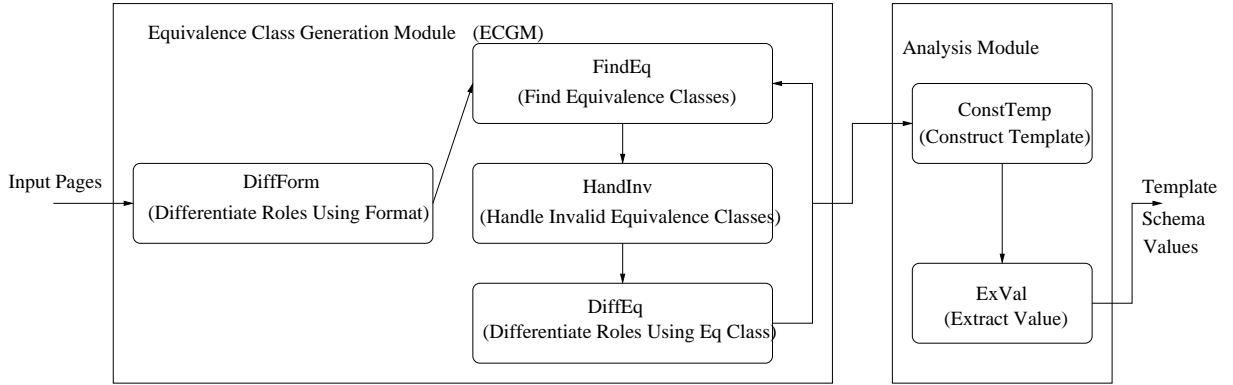 Equivalence Class Generation Module (ECGM)
FindEq
(Find Equivalence Classes)
Input Pages
DiffForm
(Differentiate Roles Using Format)
HandInv
(Handle Invalid Equivalence Classes)
DiffEq
(Differentiate Roles Using Eq Class)
Analysis Module
ConstTemp
(Construct Template)
ExVal
(Extract Value)
Template
Schema
Values